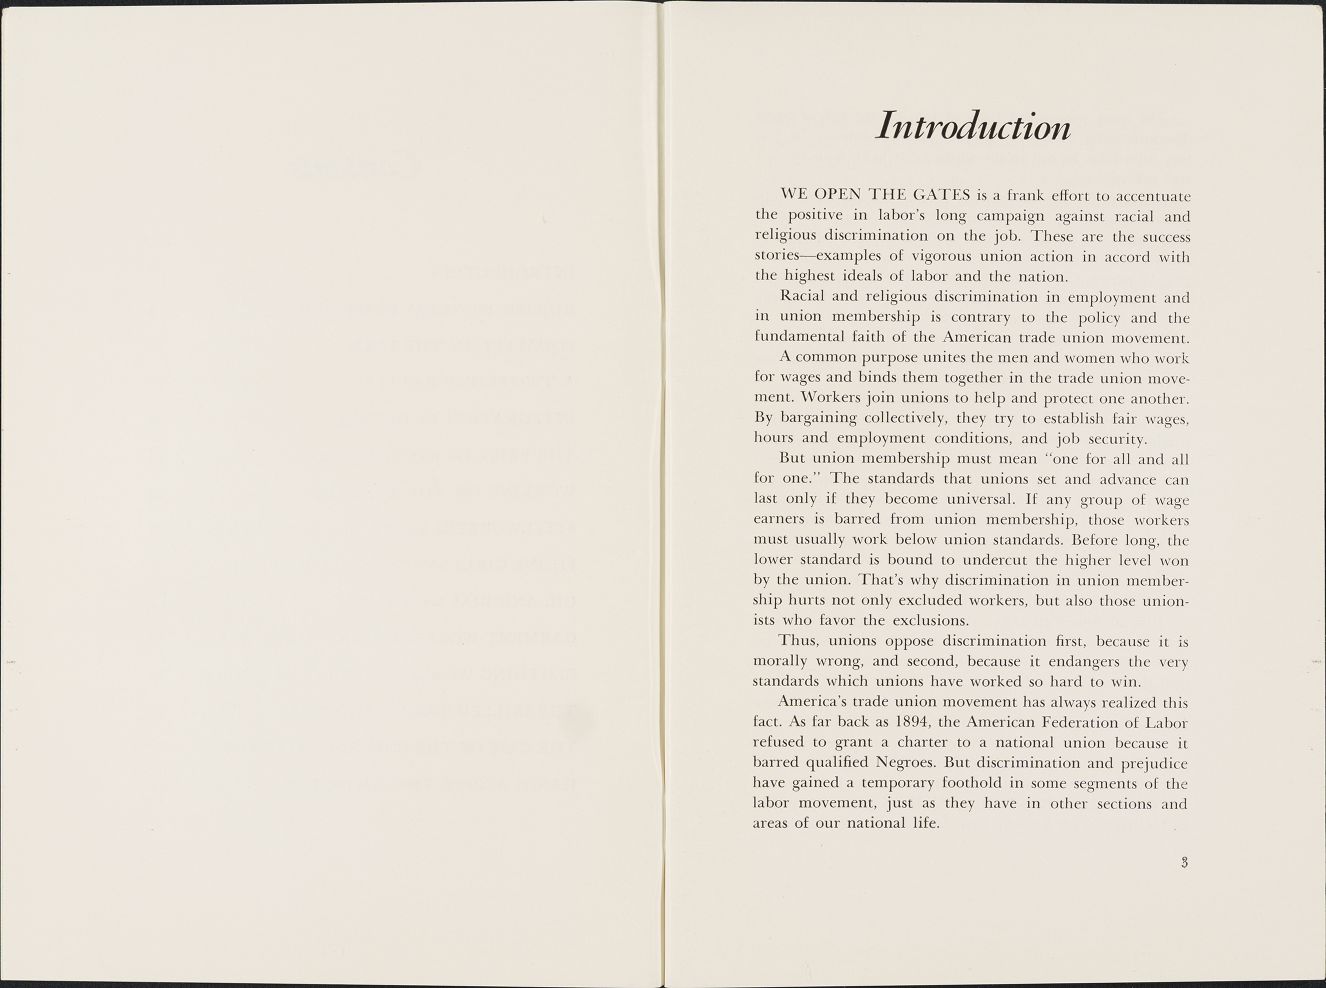 Introduction
WE OPEN THE GATES is a frank effort to accentuate
the positive in labor's long campaign against racial and
religious discrimination on the job. These are the success
stories—examples of vigorous union action in accord with
the highest ideals of labor and the nation.
Racial and religious discrimination in employment and
in union membership is contrary to the policy and the
fundamental faith of the American trade union movement.
A common purpose unites the men and women who work
for wages and binds them together in the trade union move-
ment. Workers join unions to help and protect one another.
By bargaining collectively, they try to establish fair wages,
hours and employment conditions, and job security.
But union membership must mean "one for all and all
for one." The standards that unions set and advance can
last only if they become universal. If any group of wage
earners is barred from union membership, those workers
must usually work below union standards. Before long, the
lower standard is bound to undercut the higher level won
by the union. That's why discrimination in union member-
ship hurts not only excluded workers, but also those union-
ists who favor the exclusions.
Thus, unions oppose discrimination first, because it is
morally wrong, and second, because it endangers the very
standards which unions have worked so hard to win.
America's trade union movement has always realized this
fact. As far back as 1894, the American Federation of Labor
refused to grant a charter to a national union because it
barred qualified Negroes. But discrimination and prejudice
have gained a temporary foothold in some segments of the
labor movement, just as they have in other sections and
areas of our national life.
3